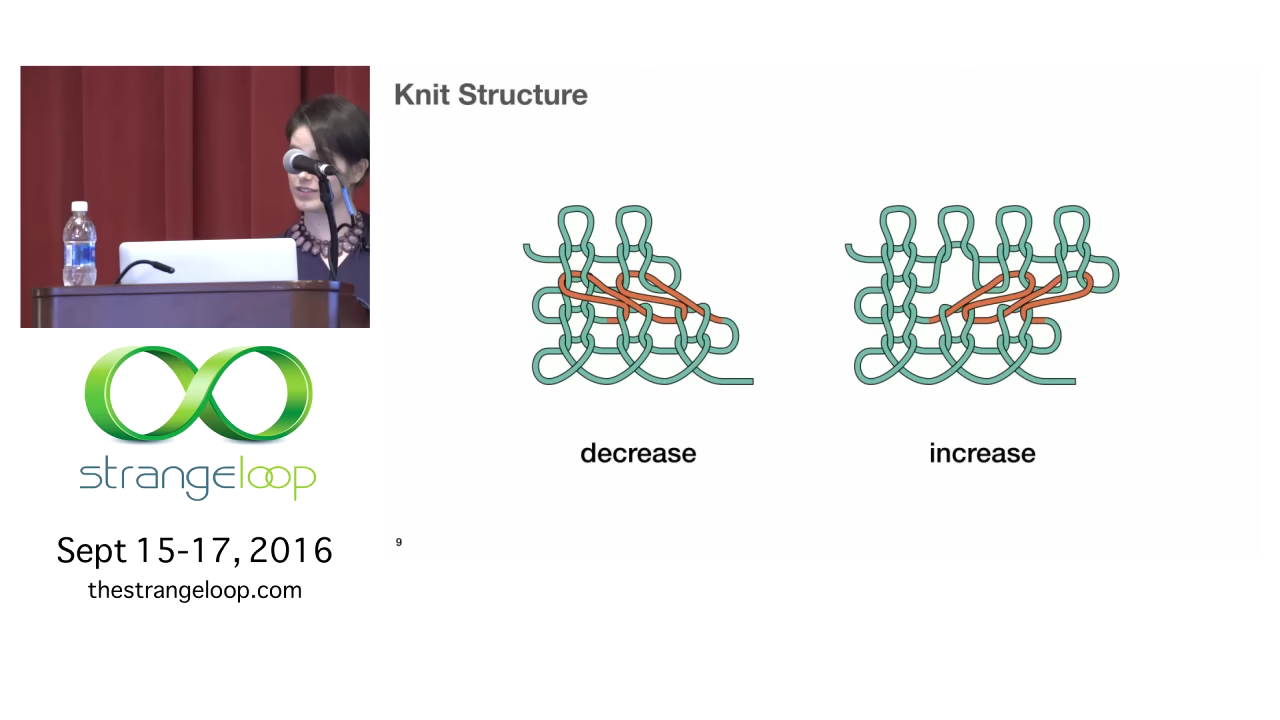 Knit Structure
decrease
increase
9
strangeloop
Sept 15-17, 2016
thestrangeloop.com